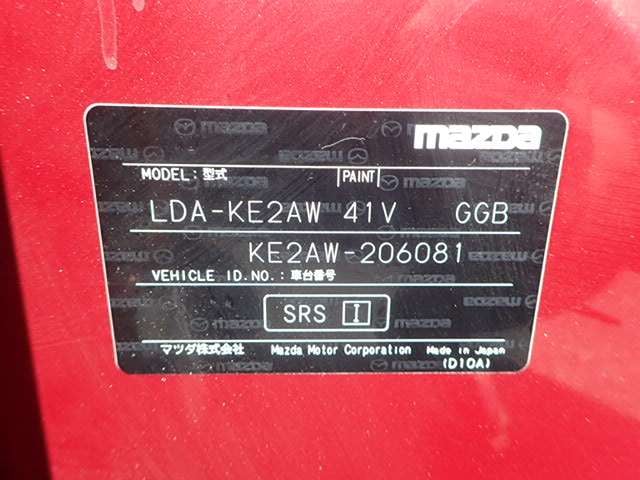 mazda
MODEL:型式 PAINT
LDA-KE2AW 41V GGB
KE2AW-206081
VEHICLE ID.NO.:車台番号
SRS I
マツダ株式会社 Mazda Motor Corporation Made in Japan
(D10A)